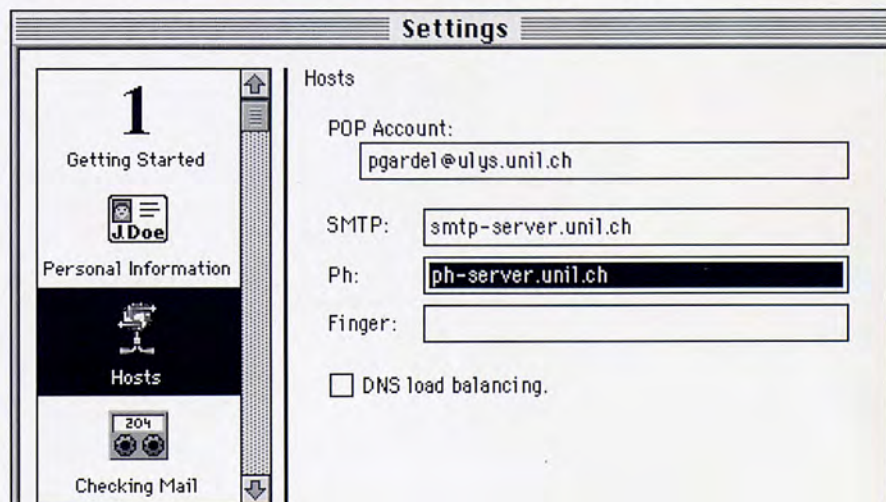 Settings
1
Getting Started
J.Doe
Personal Information
Hosts
204
Checking Mail
Hosts
POP Account:
pgardel@ulys.unil.ch
SMTP: smtp-server.unil.ch
Ph: ph-server.unil.ch
Finger:
DNS load balancing.